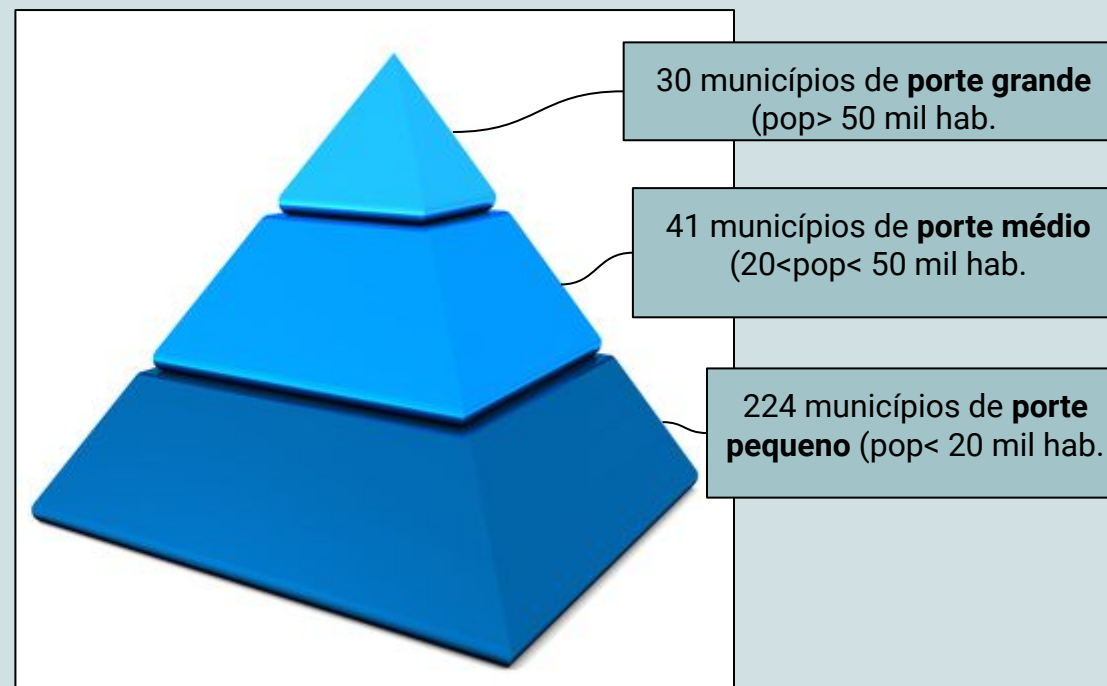 30 municípios de porte grande
(pop> 50 mil hab.
41 municípios de porte médio
(20<pop< 50 mil hab.
224 municípios de porte
pequeno (pop< 20 mil hab.